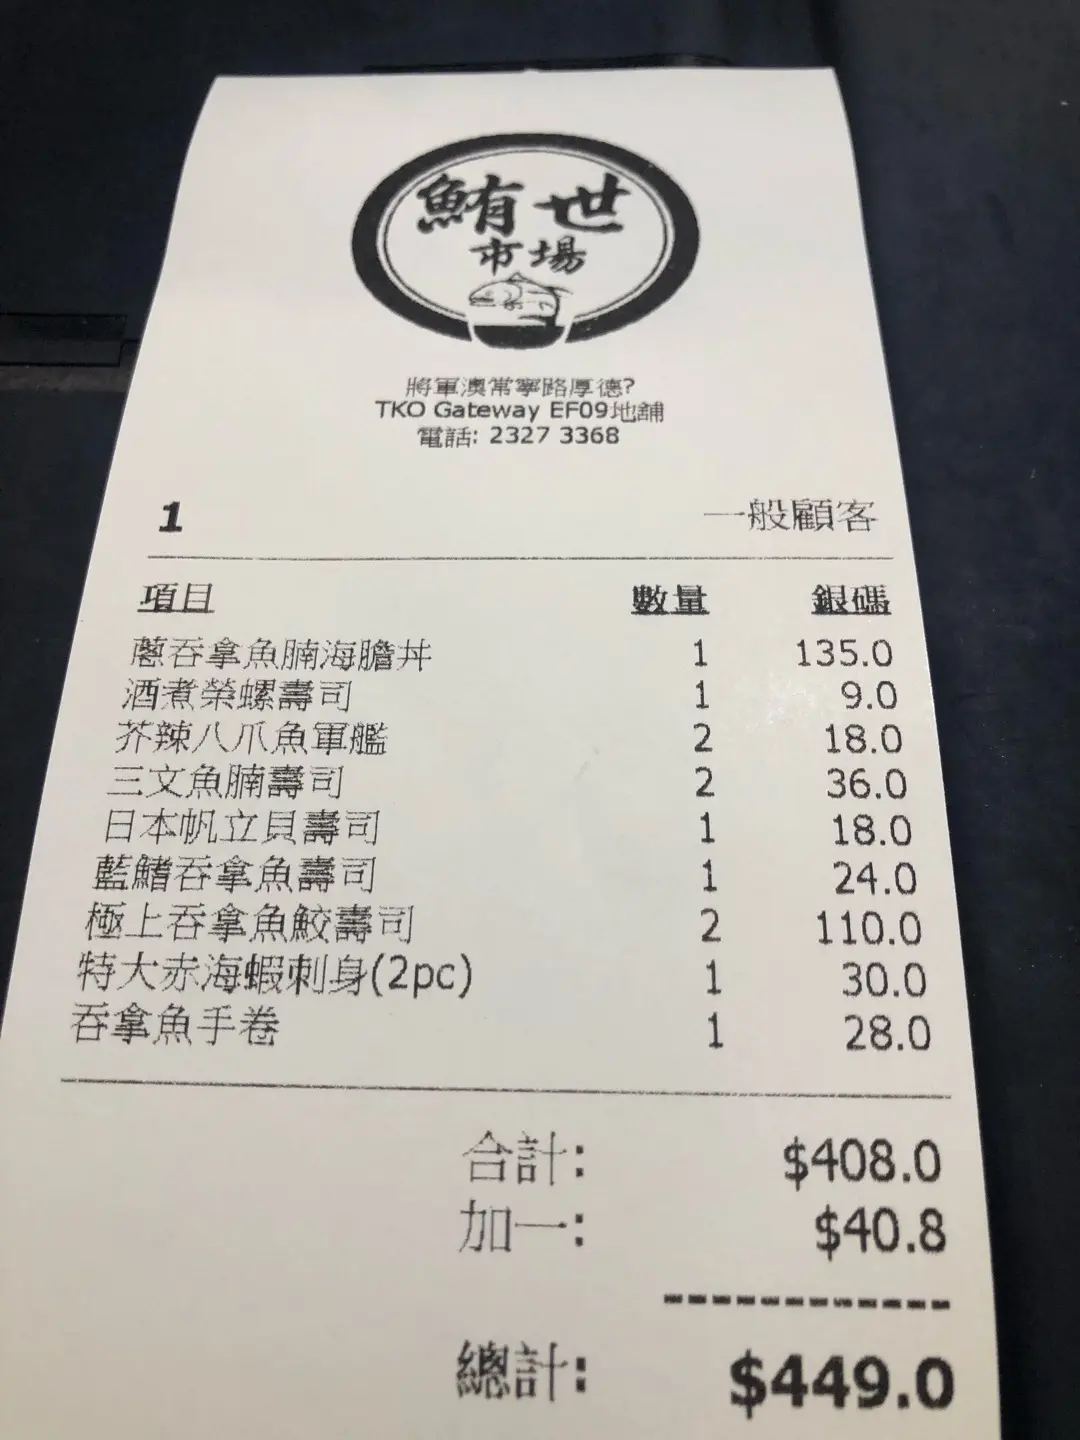 鮪世
市場
將軍澳常寧路厚德?
TKO Gateway EF09地舖
電話: 2327 3368
1 一般顧客
項目 數量 銀碼
蔥吞拿魚腩海膽丼 1 135.0
酒煮榮螺壽司 1 9.0
芥辣八爪魚軍艦 2 18.0
三文魚腩壽司 2 36.0
日本帆立貝壽司 1 18.0
藍鰭吞拿魚壽司 1 24.0
極上吞拿魚鮫壽司 2 110.0
特大赤海蝦刺身(2pc) 1 30.0
吞拿魚手卷 1 28.0
合計: $408.0
加一: $40.8
------------
總計: $449.0